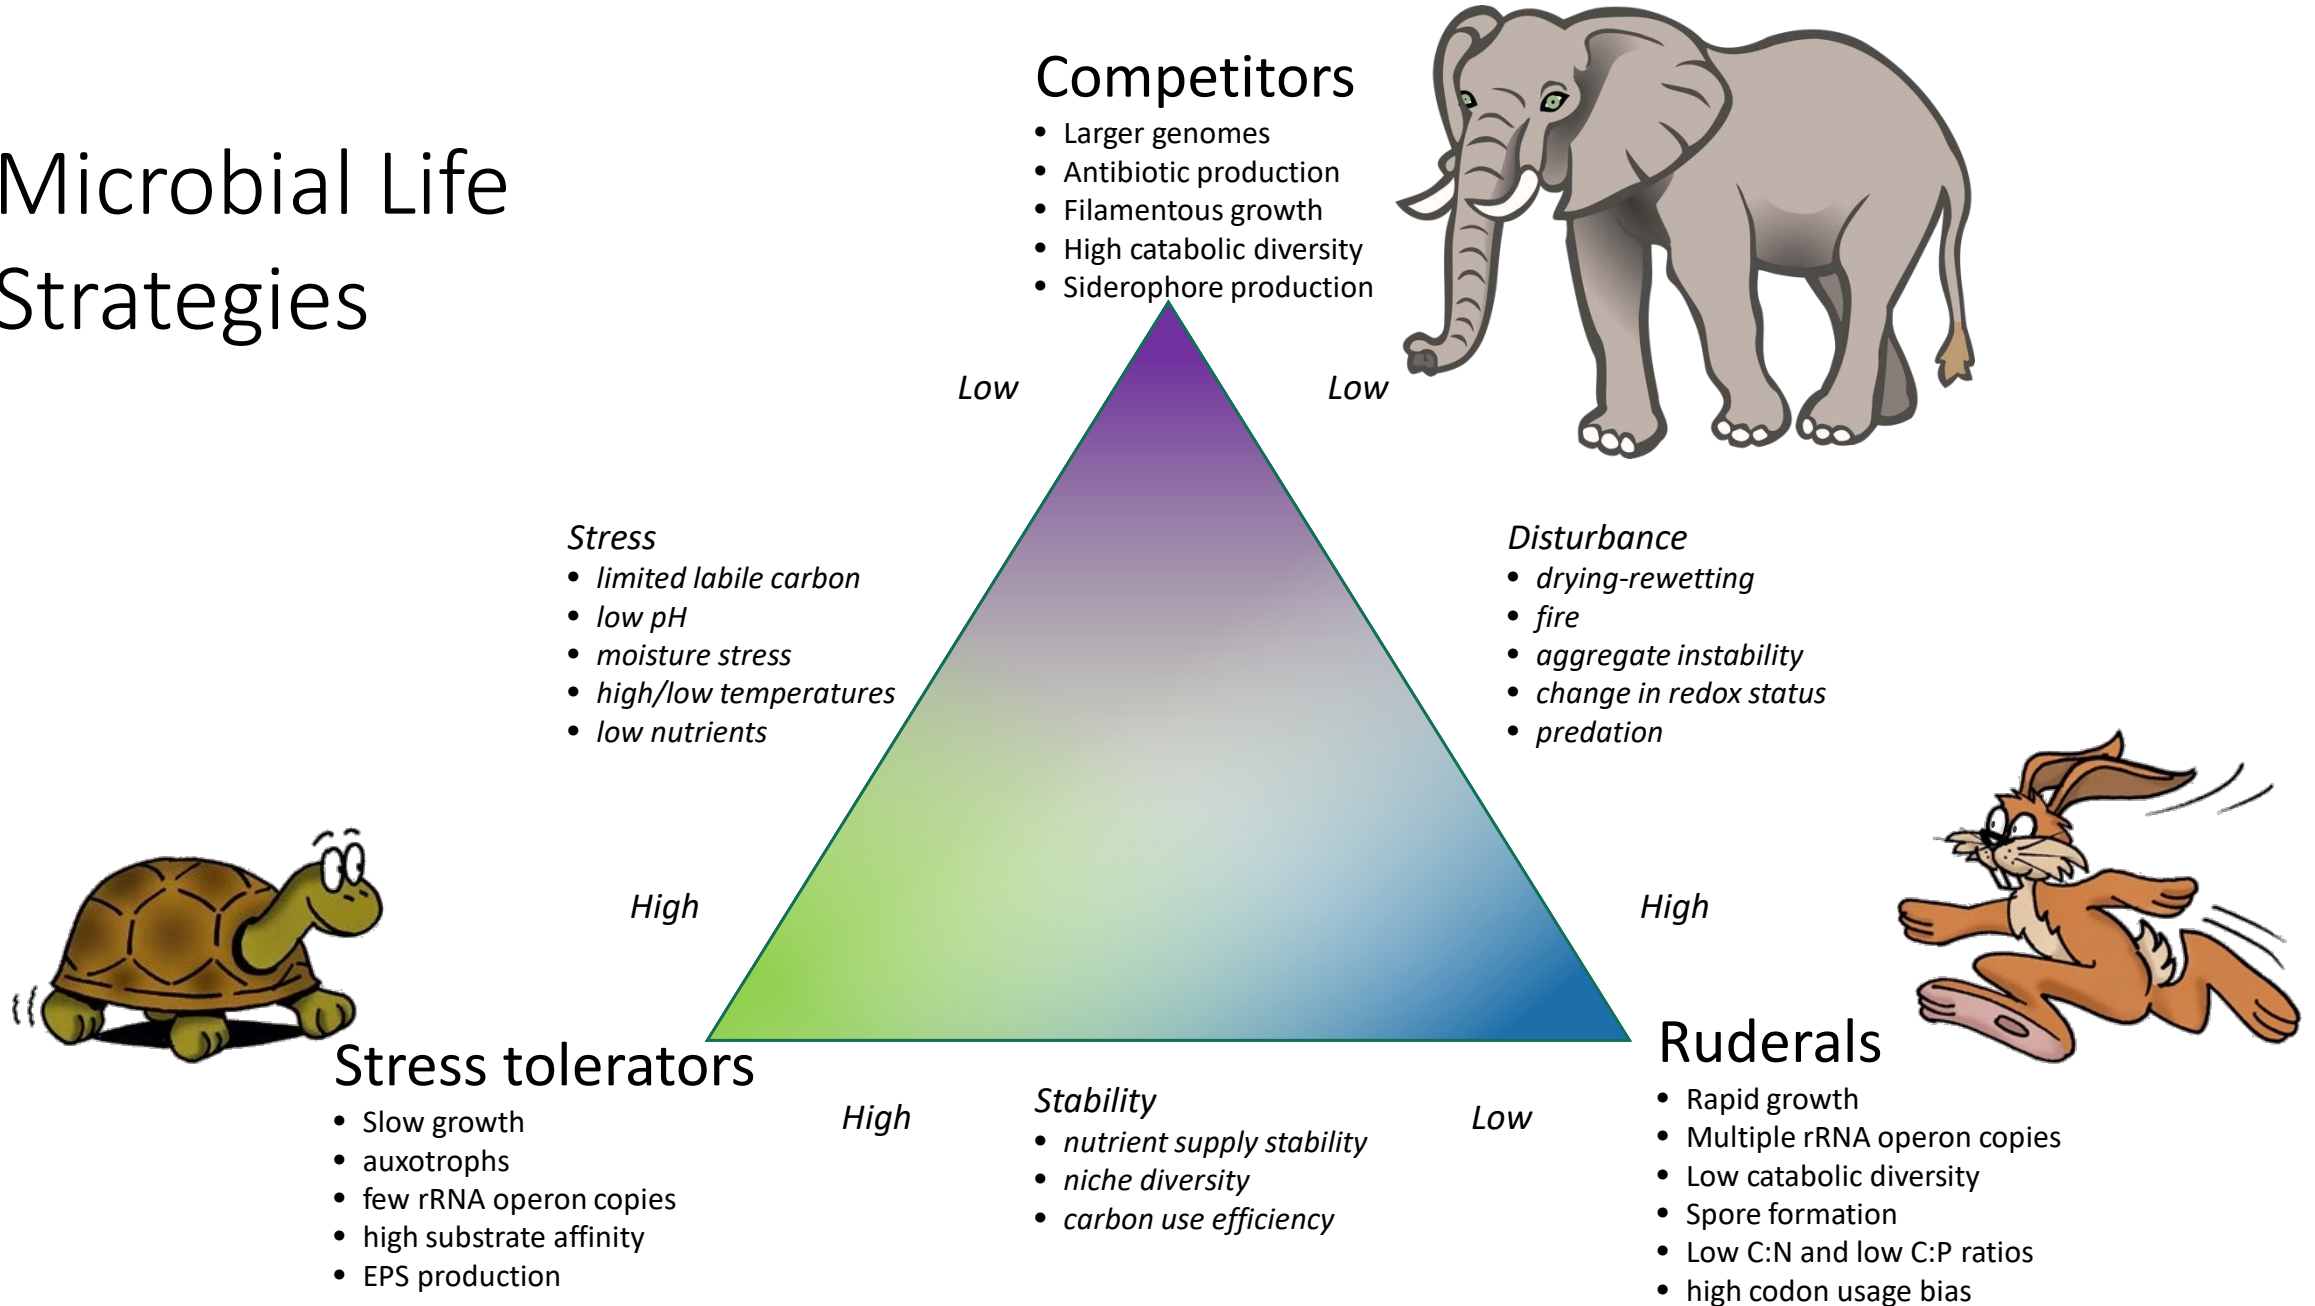 Microbial Life
Strategies
Competitors
• Larger genomes
• Antibiotic production
• Filamentous growth
• High catabolic diversity
• Siderophore production
Low
Low
Stress
• limited labile carbon
• low pH
• moisture stress
• high/low temperatures
• low nutrients
Disturbance
• drying-rewetting
• fire
• aggregate instability
• change in redox status
• predation
High
High
Stress tolerators
• Slow growth
• auxotrophs
• few rRNA operon copies
• high substrate affinity
• EPS production
High
Stability
• nutrient supply stability
• niche diversity
• carbon use efficiency
Low
Ruderals
• Rapid growth
• Multiple rRNA operon copies
• Low catabolic diversity
• Spore formation
• Low C:N and low C:P ratios
• high codon usage bias